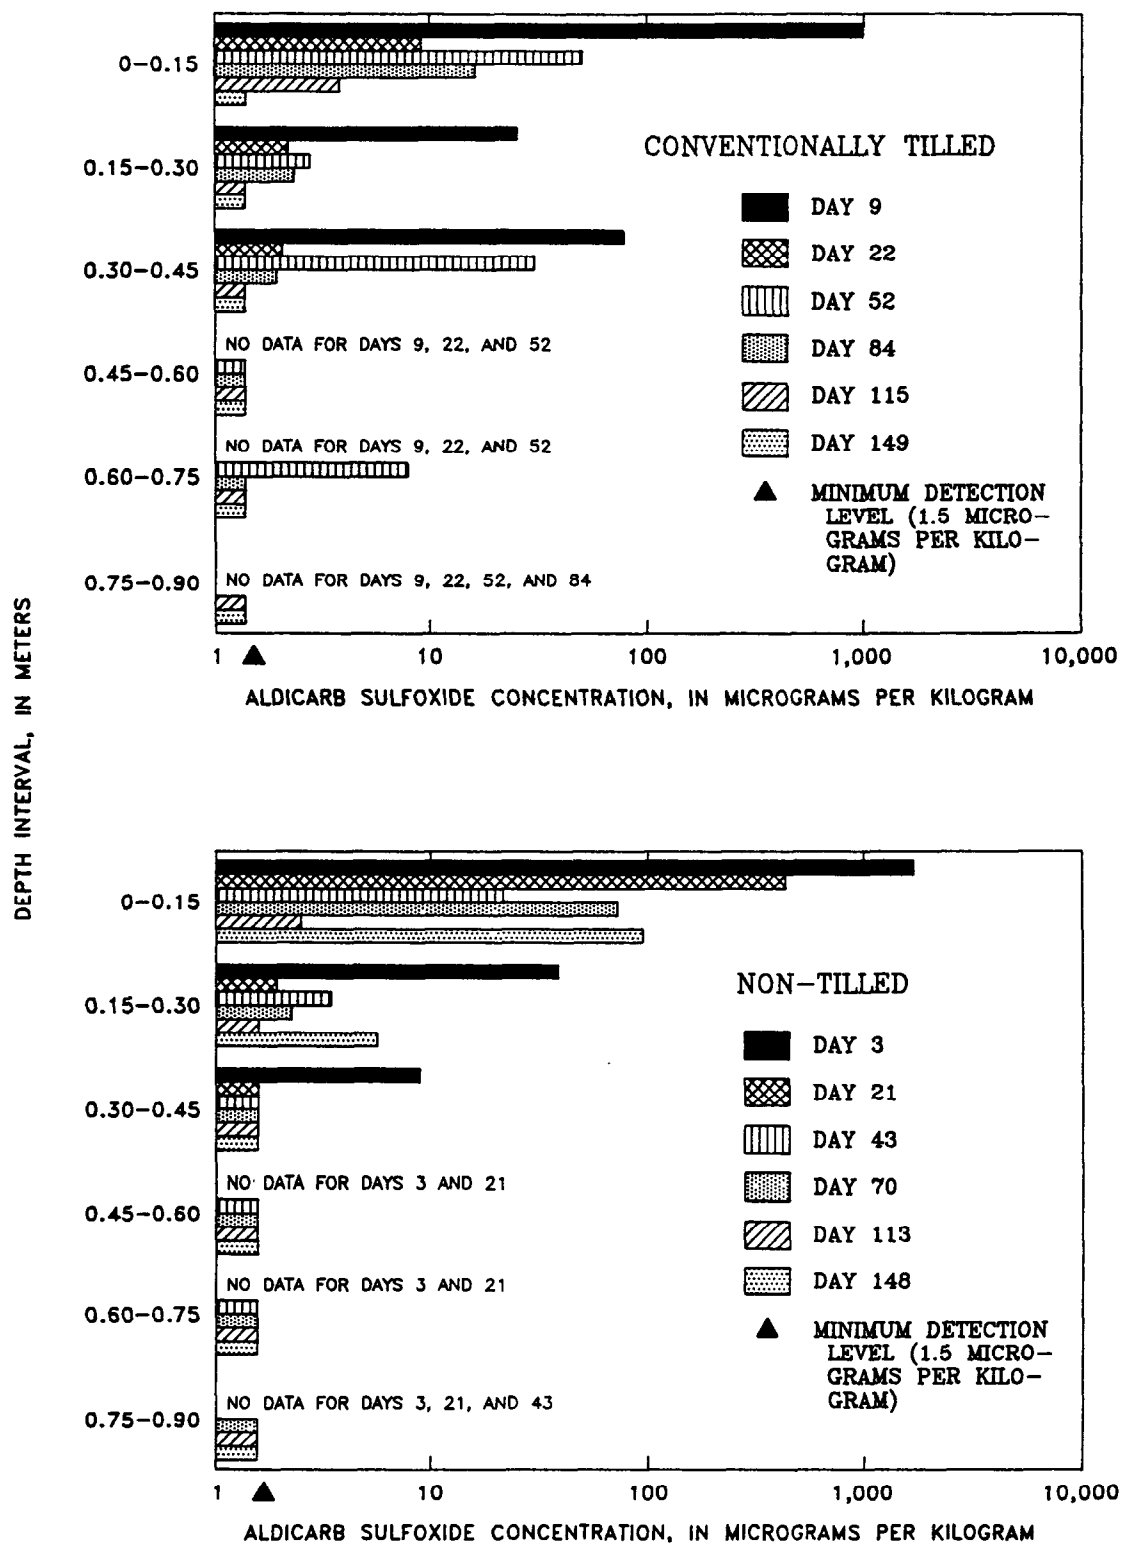 0-0.15
0.15-0.30
0.30-0.45
NO DATA FOR DAYS 9, 22, AND 52
0.45-0.60
NO DATA FOR DAYS 9, 22, AND 52
0.60-0.75
NO DATA FOR DAYS 9, 22, 52, AND 84
0.75-0.90
CONVENTIONALLY TILLED
DAY 9
DAY 22
DAY 52
DAY 84
DAY 115
DAY 149
MINIMUM DETECTION
LEVEL (1.5 MICRO-
GRAMS PER KILO-
GRAM)
1 10 100 1,000 10,000
ALDICARB SULFOXIDE CONCENTRATION, IN MICROGRAMS PER KILOGRAM
DEPTH INTERVAL, IN METERS
0-0.15
0.15-0.30
0.30-0.45
NO DATA FOR DAYS 3 AND 21
0.45-0.60
NO DATA FOR DAYS 3 AND 21
0.60-0.75
NO DATA FOR DAYS 3, 21, AND 43
0.75-0.90
NON-TILLED
DAY 3
DAY 21
DAY 43
DAY 70
DAY 113
DAY 148
MINIMUM DETECTION
LEVEL (1.5 MICRO-
GRAMS PER KILO-
GRAM)
1 10 100 1,000 10,000
ALDICARB SULFOXIDE CONCENTRATION, IN MICROGRAMS PER KILOGRAM